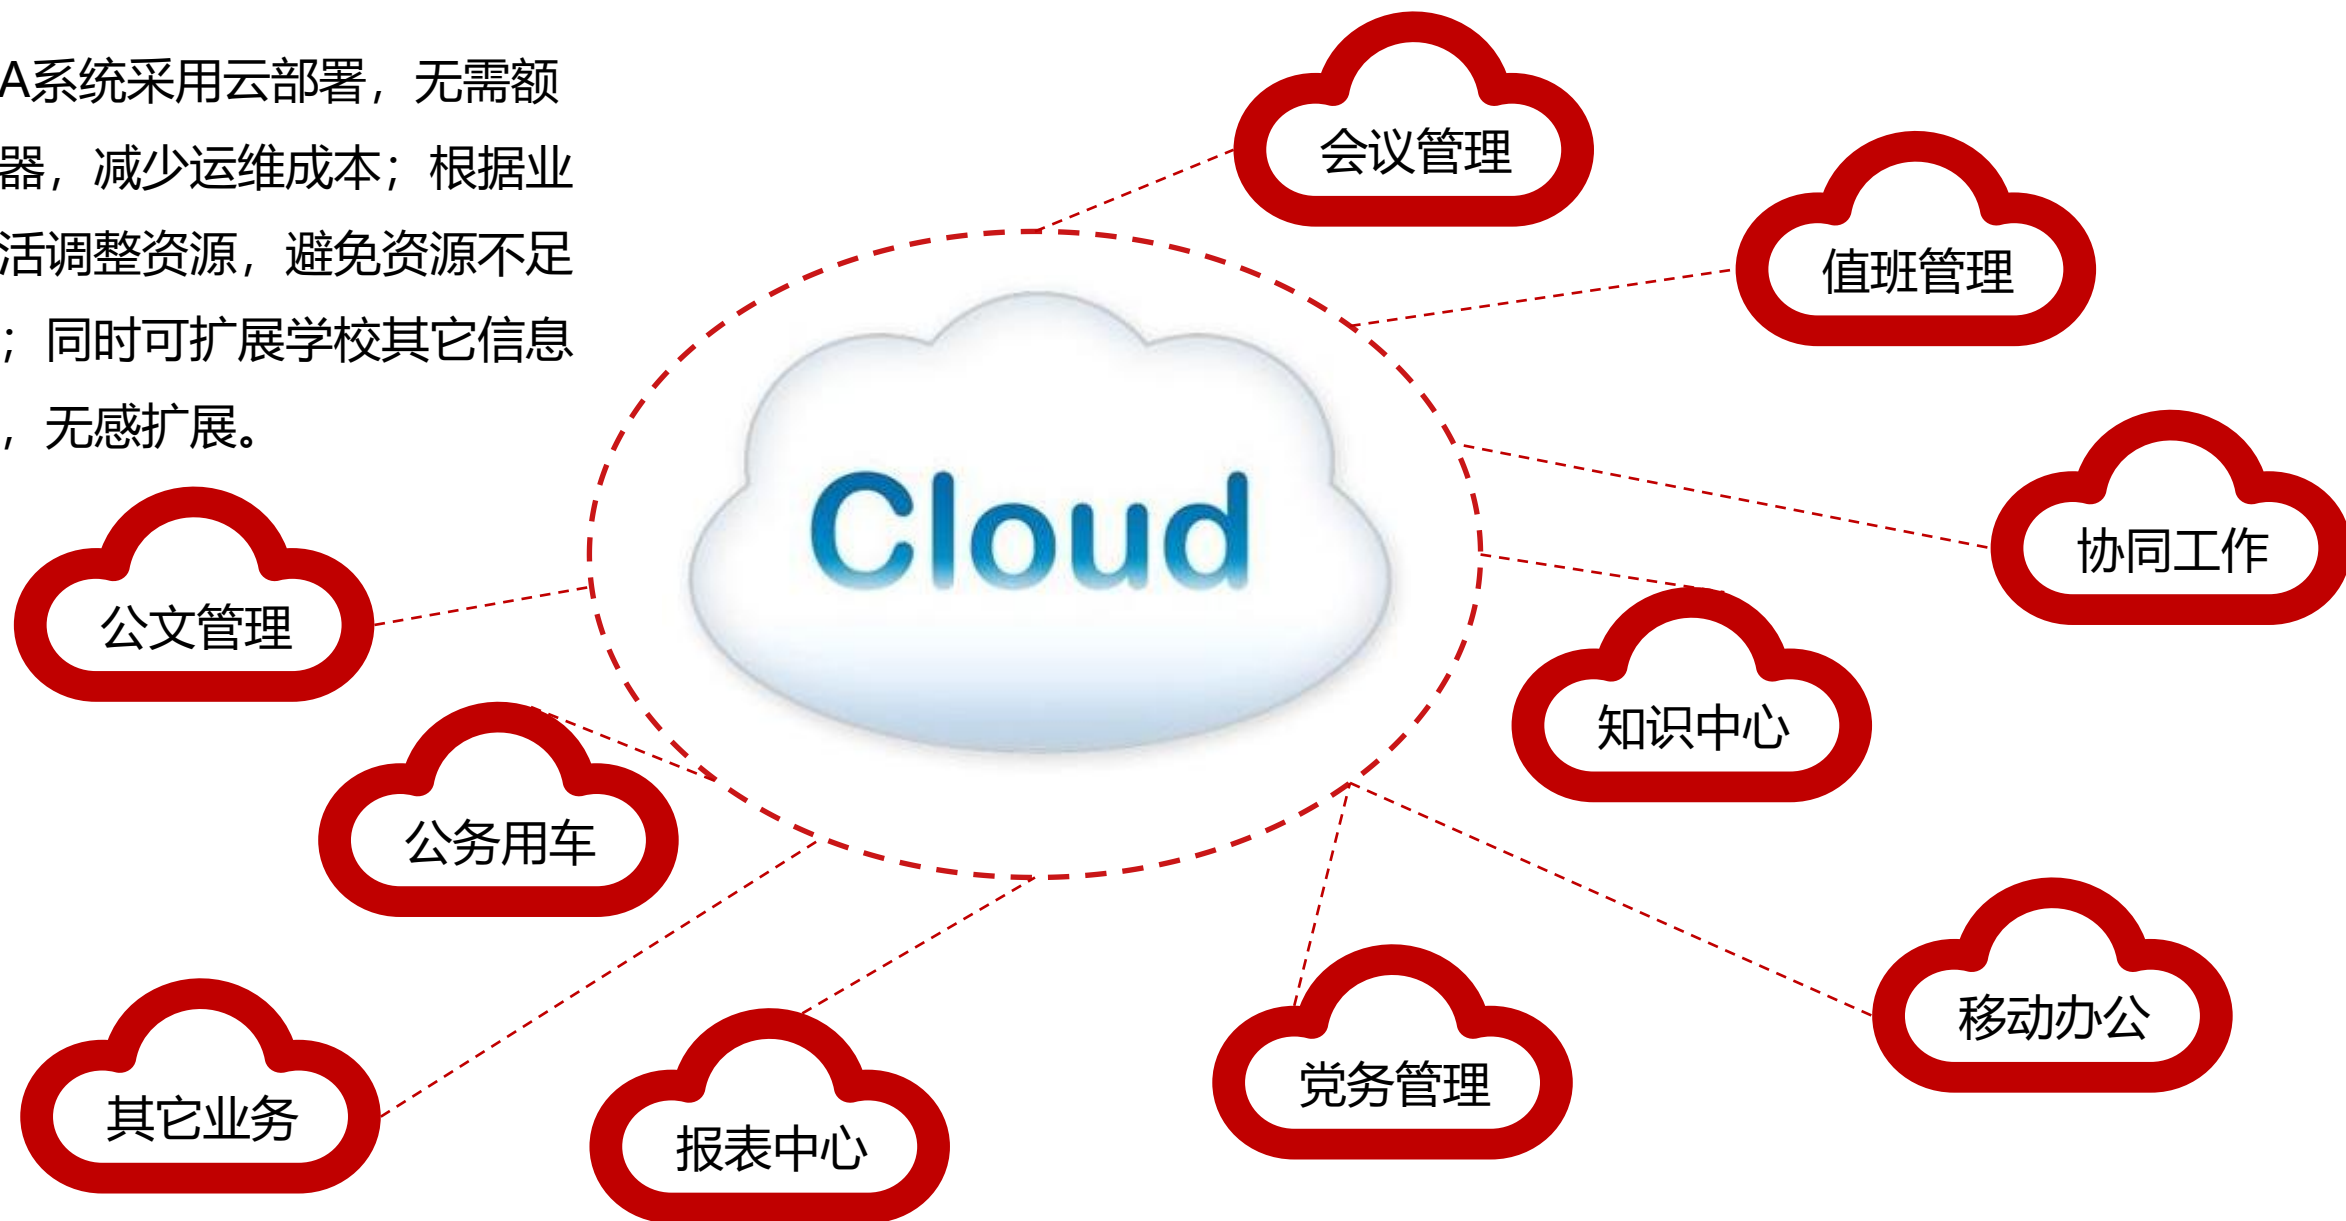 A系统采用云部署，无需额
器，减少运维成本；根据业
活调整资源，避免资源不足
；同时可扩展学校其它信息
，无感扩展。
会议管理
值班管理
协同工作
Cloud
公文管理
知识中心
公务用车
移动办公
党务管理
其它业务
报表中心